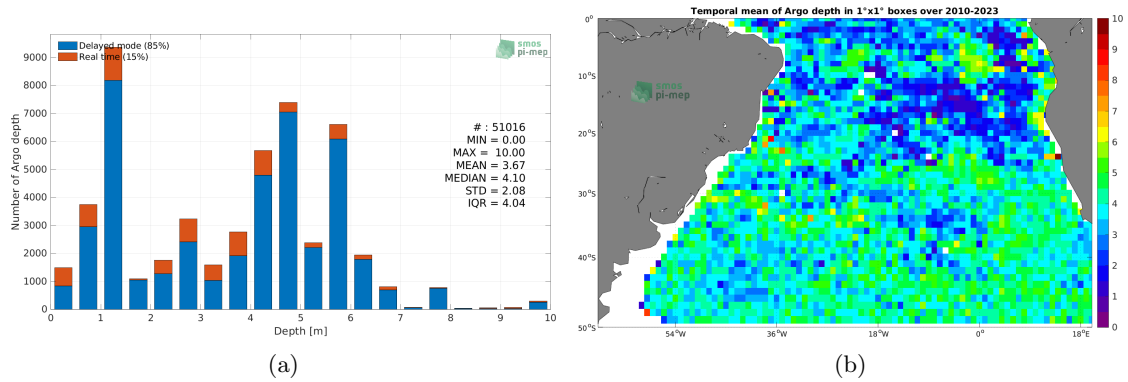 Delayed mode (85%)
Real time (15%)
smos
pi-mep
Number of Argo depth
9000
8000
7000
6000
5000
4000
3000
2000
1000
0
# : 51016
MIN = 0.00
MAX = 10.00
MEAN = 3.67
MEDIAN = 4.10
STD = 2.08
IQR = 4.04
0 1 2 3 4 5 6 7 8 9 10
Depth [m]
(a)
Temporal mean of Argo depth in 1°x1° boxes over 2010-2023
smos
pi-mep
0°
10°S
20°S
30°S
40°S
50°S
54°W 36°W 18°W 0° 18°E
10
9
8
7
6
5
4
3
2
1
0
(b)